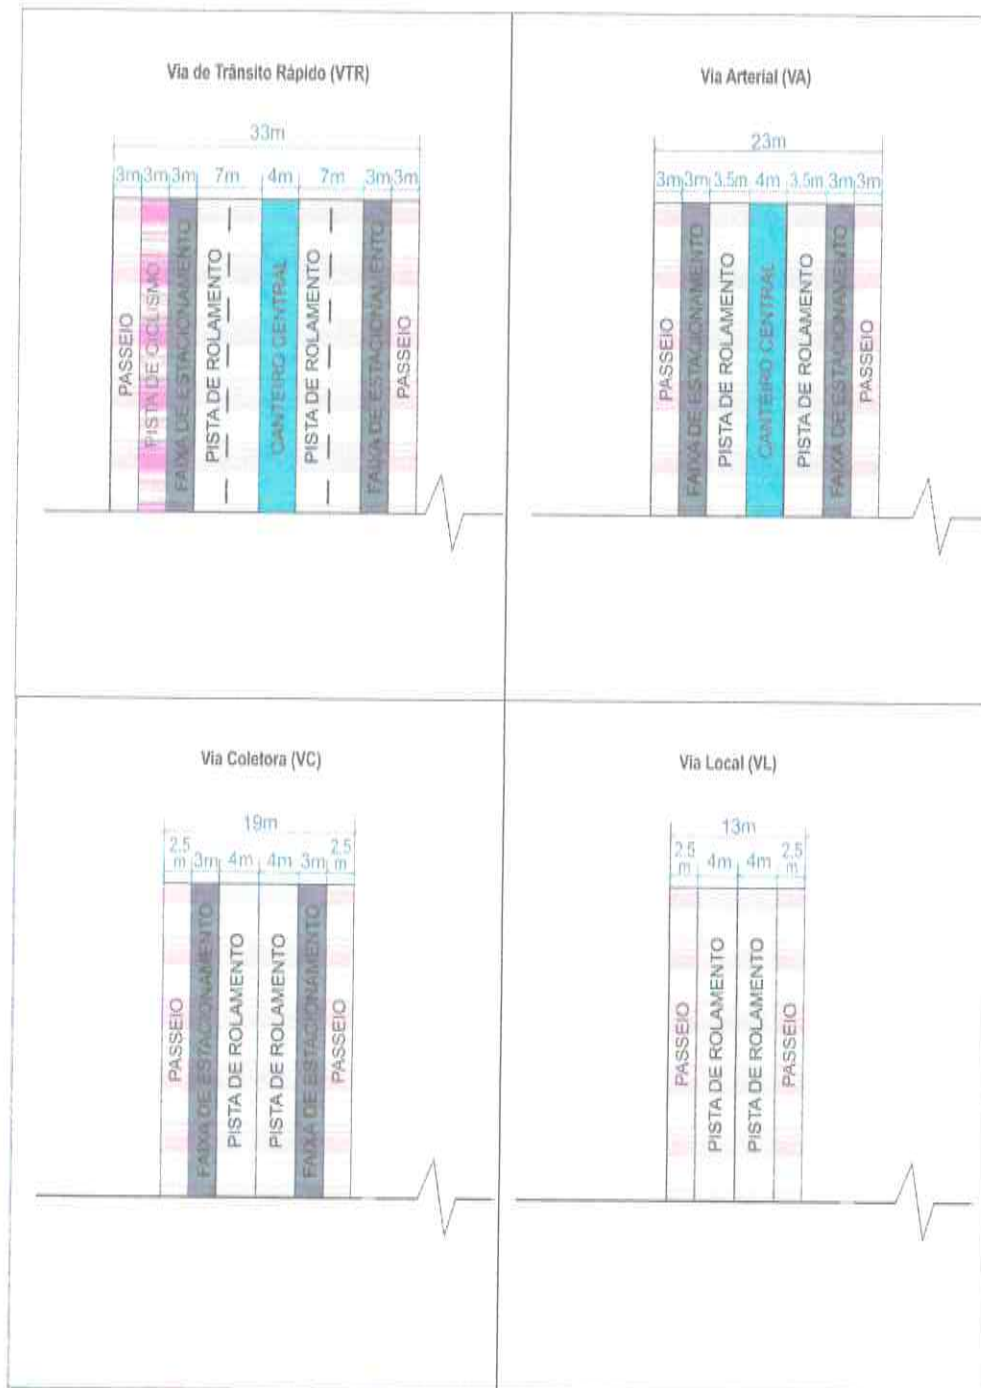 Via de Trânsito Rápido (VTR)
33m
3m 3m 3m 7m 4m 7m 3m 3m
PASSEIO
PISTA DE CICLISMO
FAIXA DE ESTACIONAMENTO
PISTA DE ROLAMENTO
CANTEIRO CENTRAL
PISTA DE ROLAMENTO
FAIXA DE ESTACIONAMENTO
PASSEIO
Via Arterial (VA)
23m
3m 3m 3.5m 4m 3.5m 3m 3m
PASSEIO
FAIXA DE ESTACIONAMENTO
PISTA DE ROLAMENTO
CANTEIRO CENTRAL
PISTA DE ROLAMENTO
FAIXA DE ESTACIONAMENTO
PASSEIO
Via Coletora (VC)
19m
2.5 m 3m 4m 4m 3m 2.5 m
PASSEIO
FAIXA DE ESTACIONAMENTO
PISTA DE ROLAMENTO
PISTA DE ROLAMENTO
FAIXA DE ESTACIONAMENTO
PASSEIO
Via Local (VL)
13m
2.5 m 4m 4m 2.5 m
PASSEIO
PISTA DE ROLAMENTO
PISTA DE ROLAMENTO
PASSEIO